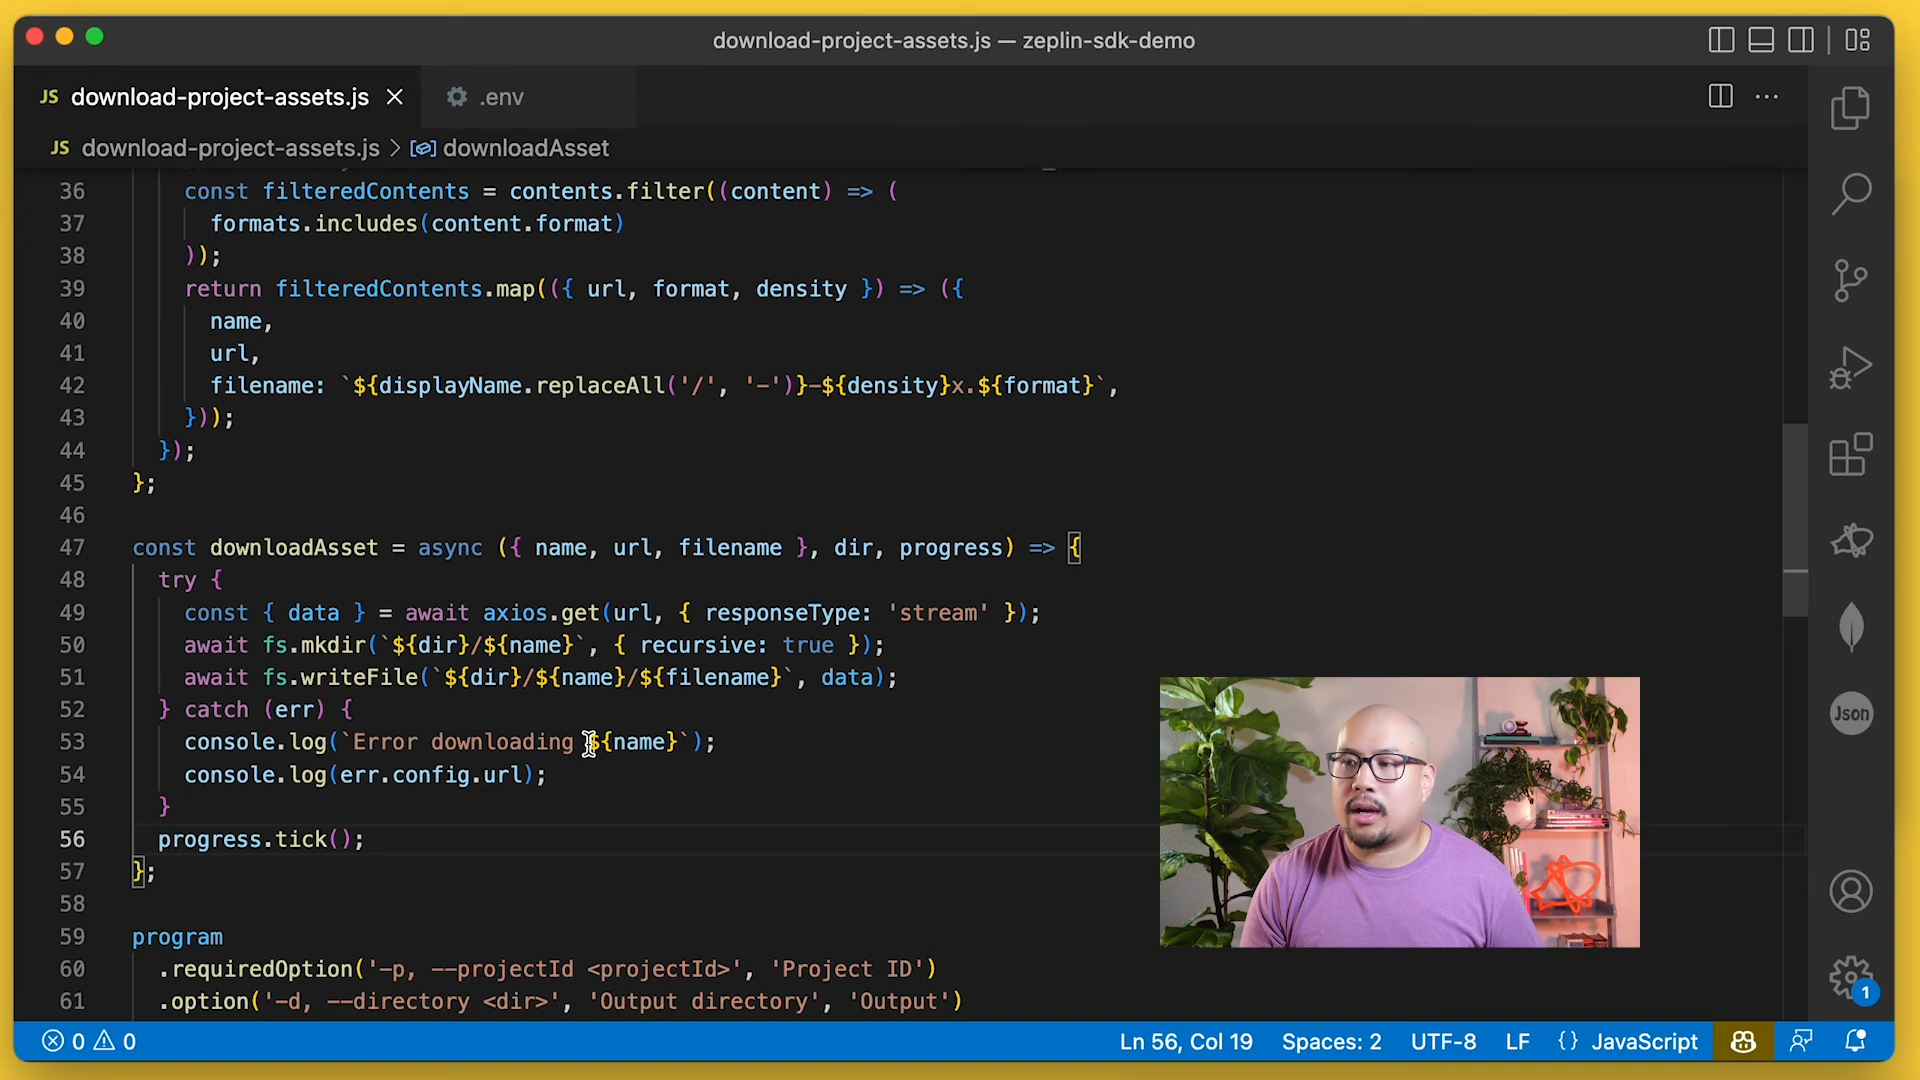 download-project-assets.js — zeplin-sdk-demo
JS download-project-assets.js
.env
JS download-project-assets.js > downloadAsset
36 const filteredContents = contents.filter((content) => (
37 formats.includes(content.format)
38 ));
39 return filteredContents.map(({ url, format, density }) => ({
40 name,
41 url,
42 filename: `${displayName.replaceAll('/', '-')}-${density}x.${format}`,
43 }));
44 });
45 };
46
47 const downloadAsset = async ({ name, url, filename }, dir, progress) => {
48 try {
49 const { data } = await axios.get(url, { responseType: 'stream' });
50 await fs.mkdir(`${dir}/${name}`, { recursive: true });
51 await fs.writeFile(`${dir}/${name}/${filename}`, data);
52 } catch (err) {
53 console.log(`Error downloading ${name}`);
54 console.log(err.config.url);
55 }
56 progress.tick();
57 };
58
59 program
60 .requiredOption('-p, --projectId <projectId>', 'Project ID')
61 .option('-d, --directory <dir>', 'Output directory', 'Output')
Json
1
0 0
Ln 56, Col 19
Spaces: 2
UTF-8
LF
{} JavaScript